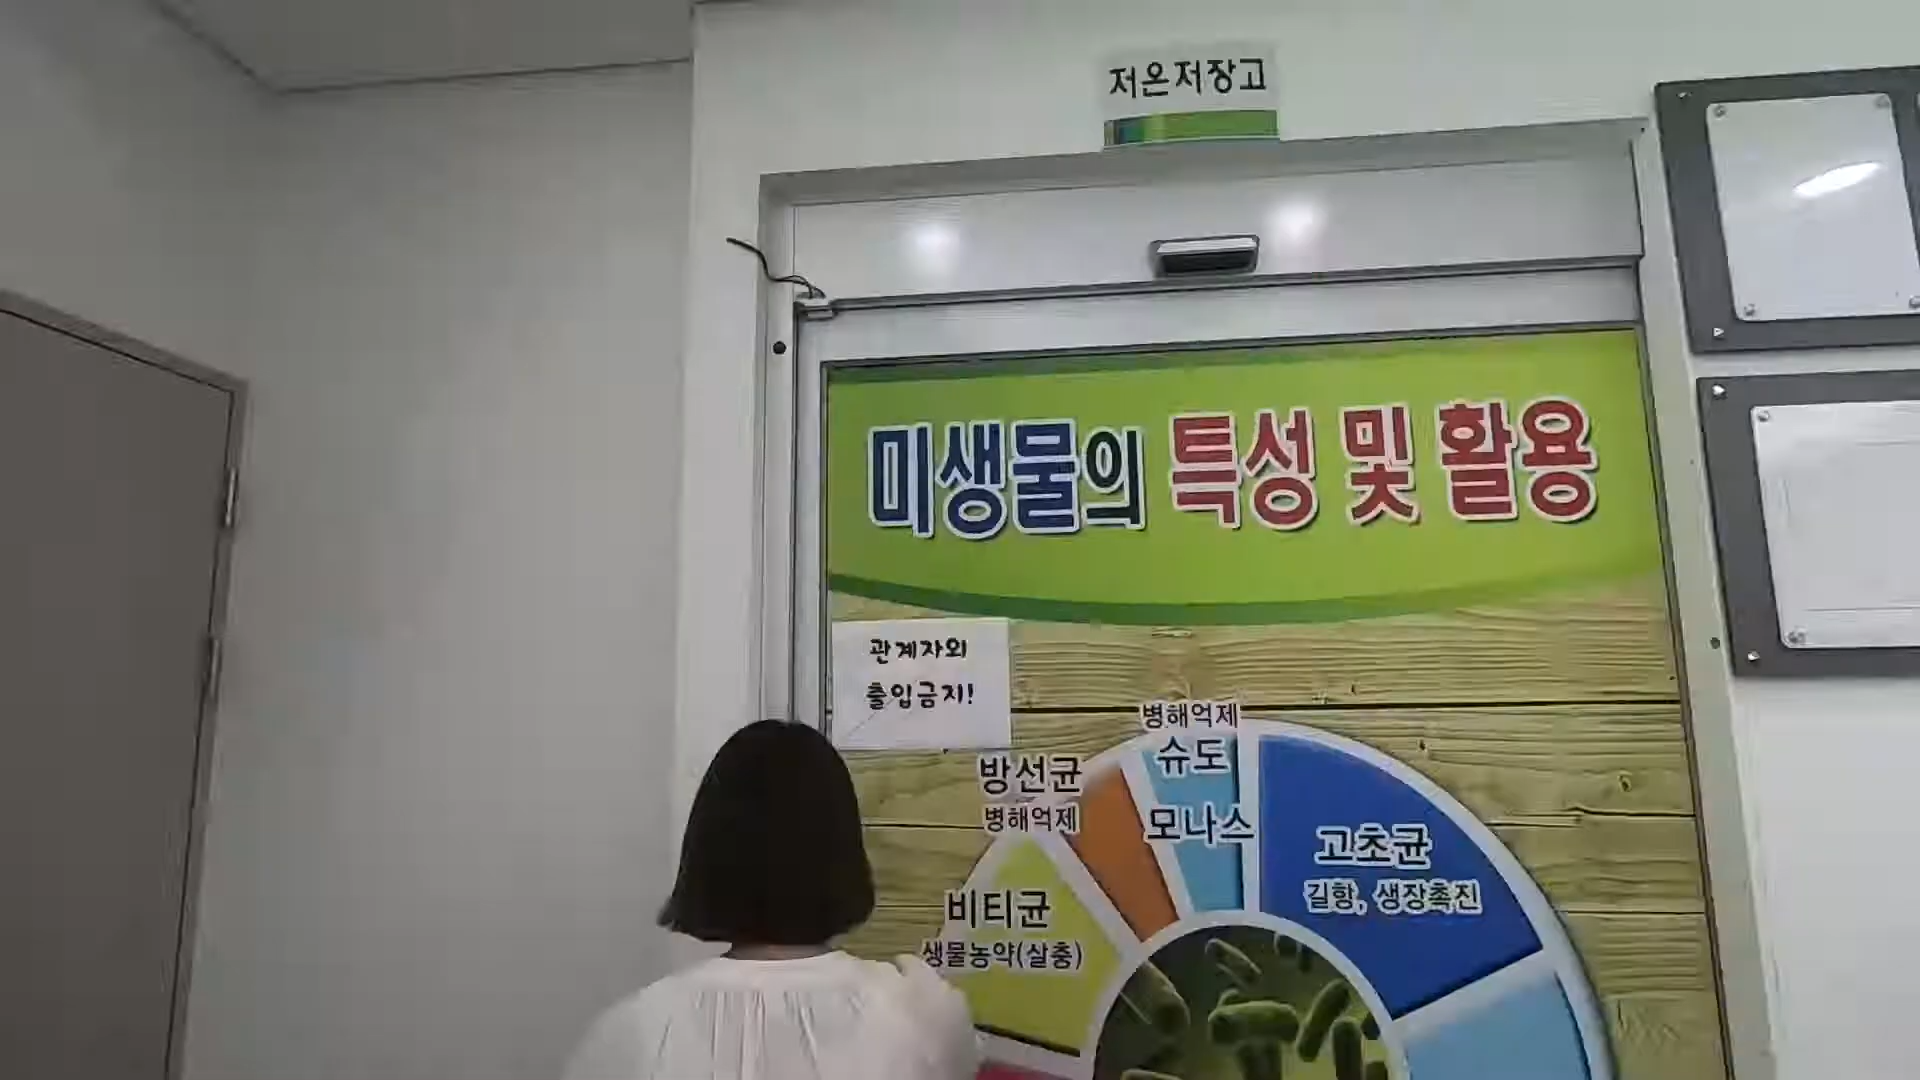 저온저장고
미생물의 특성 및 활용
관계자외
출입금지!
병해억제
슈도
모나스
방선균
병해억제
고초균
길항, 생장촉진
비티균
생물농약(살충)